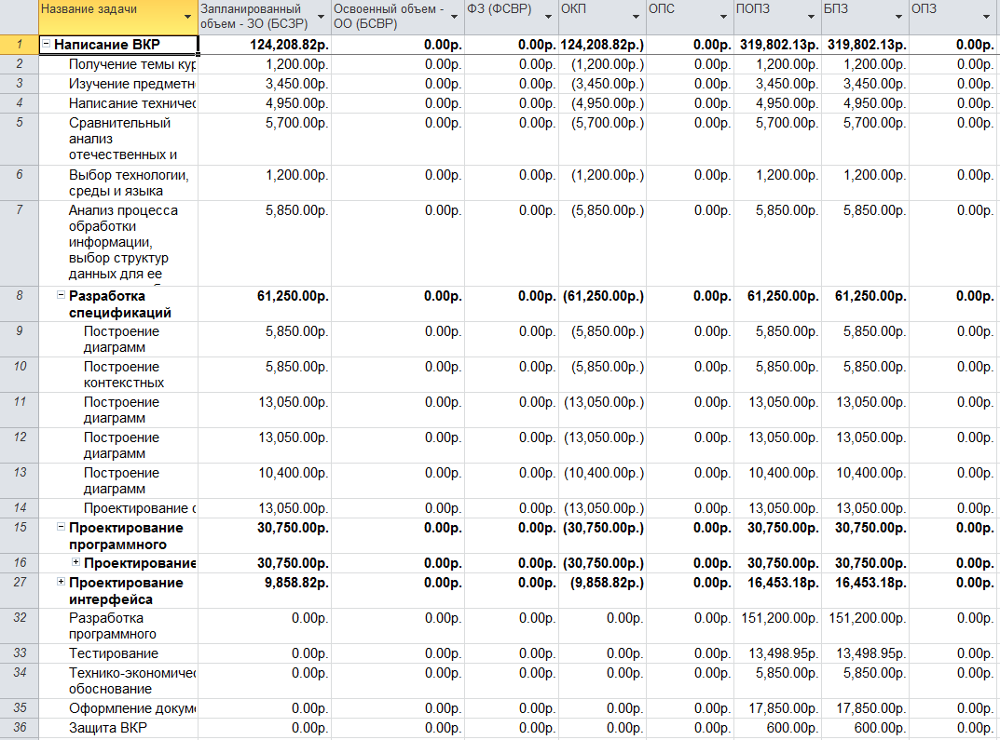 Название задачи Запланированный объем - ЗО (БСЗР) Освоенный объем - ОО (БСВР) ФЗ (ФСВР) ОКП ОПС ПОПЗ БПЗ ОПЗ
1 Написание ВКР 124,208.82р. 0.00р. 0.00р. 124,208.82р.) 0.00р. 319,802.13р. 319,802.13р. 0.00р.
2 Получение темы кур 1,200.00р. 0.00р. 0.00р. (1,200.00р.) 0.00р. 1,200.00р. 1,200.00р. 0.00р.
3 Изучение предметн 3,450.00р. 0.00р. 0.00р. (3,450.00р.) 0.00р. 3,450.00р. 3,450.00р. 0.00р.
4 Написание техничес 4,950.00р. 0.00р. 0.00р. (4,950.00р.) 0.00р. 4,950.00р. 4,950.00р. 0.00р.
5 Сравнительный 5,700.00р. 0.00р. 0.00р. (5,700.00р.) 0.00р. 5,700.00р. 5,700.00р. 0.00р.
анализ
отечественных и
6 Выбор технологии, 1,200.00р. 0.00р. 0.00р. (1,200.00р.) 0.00р. 1,200.00р. 1,200.00р. 0.00р.
среды и языка
7 Анализ процесса 5,850.00р. 0.00р. 0.00р. (5,850.00р.) 0.00р. 5,850.00р. 5,850.00р. 0.00р.
обработки
информации,
выбор структур
данных для ее
8 Разработка 61,250.00р. 0.00р. 0.00р. (61,250.00р.) 0.00р. 61,250.00р. 61,250.00р. 0.00р.
спецификаций
9 Построение 5,850.00р. 0.00р. 0.00р. (5,850.00р.) 0.00р. 5,850.00р. 5,850.00р. 0.00р.
диаграмм
10 Построение 5,850.00р. 0.00р. 0.00р. (5,850.00р.) 0.00р. 5,850.00р. 5,850.00р. 0.00р.
контекстных
11 Построение 13,050.00р. 0.00р. 0.00р. (13,050.00р.) 0.00р. 13,050.00р. 13,050.00р. 0.00р.
диаграмм
12 Построение 13,050.00р. 0.00р. 0.00р. (13,050.00р.) 0.00р. 13,050.00р. 13,050.00р. 0.00р.
диаграмм
13 Построение 10,400.00р. 0.00р. 0.00р. (10,400.00р.) 0.00р. 10,400.00р. 10,400.00р. 0.00р.
диаграмм
14 Проектирование 13,050.00р. 0.00р. 0.00р. (13,050.00р.) 0.00р. 13,050.00р. 13,050.00р. 0.00р.
15 Проектирование 30,750.00р. 0.00р. 0.00р. (30,750.00р.) 0.00р. 30,750.00р. 30,750.00р. 0.00р.
программного
16 Проектирование 30,750.00р. 0.00р. 0.00р. (30,750.00р.) 0.00р. 30,750.00р. 30,750.00р. 0.00р.
27 Проектирование 9,858.82р. 0.00р. 0.00р. (9,858.82р.) 0.00р. 16,453.18р. 16,453.18р. 0.00р.
интерфейса
32 Разработка 0.00р. 0.00р. 0.00р. 0.00р. 0.00р. 151,200.00р. 151,200.00р. 0.00р.
программного
33 Тестирование 0.00р. 0.00р. 0.00р. 0.00р. 0.00р. 13,498.95р. 13,498.95р. 0.00р.
34 Технико-экономичес 0.00р. 0.00р. 0.00р. 0.00р. 0.00р. 5,850.00р. 5,850.00р. 0.00р.
обоснование
35 Оформление докуме 0.00р. 0.00р. 0.00р. 0.00р. 0.00р. 17,850.00р. 17,850.00р. 0.00р.
36 Защита ВКР 0.00р. 0.00р. 0.00р. 0.00р. 0.00р. 600.00р. 600.00р. 0.00р.